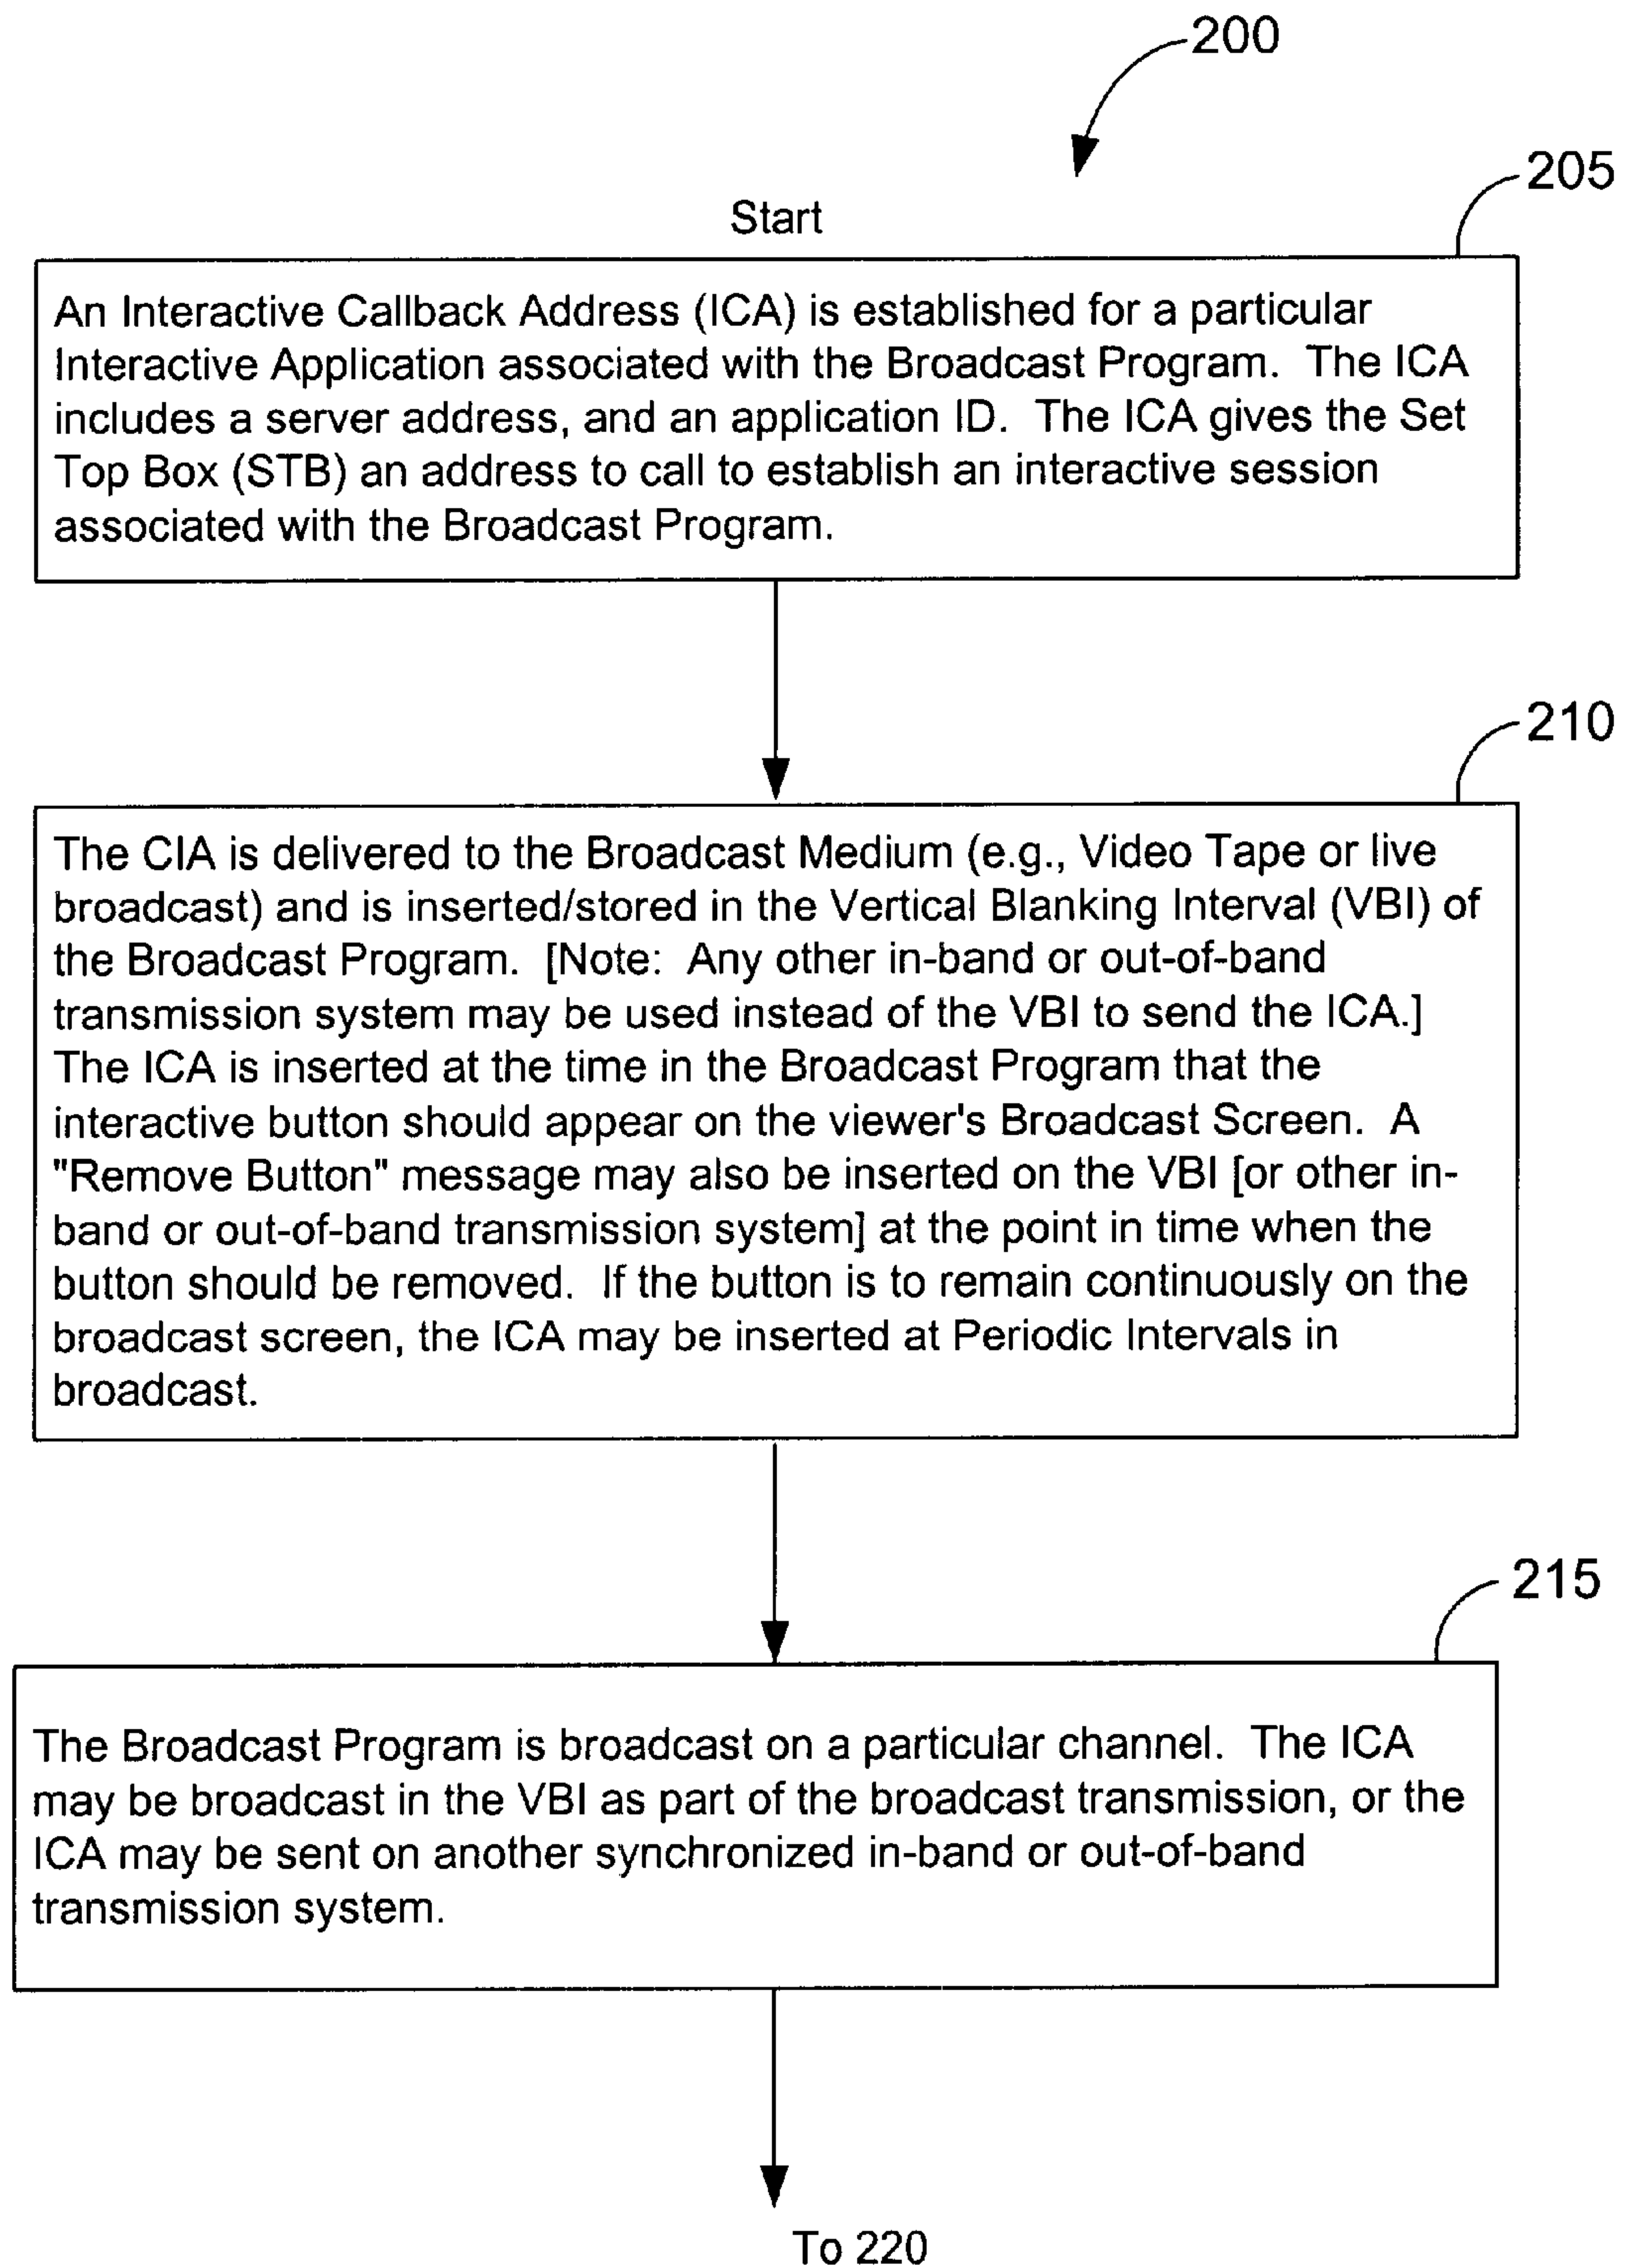 200
205
Start
An Interactive Callback Address (ICA) is established for a particular
Interactive Application associated with the Broadcast Program. The ICA
includes a server address, and an application ID. The ICA gives the Set
Top Box (STB) an address to call to establish an interactive session
associated with the Broadcast Program.
210
The CIA is delivered to the Broadcast Medium (e.g., Video Tape or live
broadcast) and is inserted/stored in the Vertical Blanking Interval (VBI) of
the Broadcast Program. [Note: Any other in-band or out-of-band
transmission system may be used instead of the VBI to send the ICA.]
The ICA is inserted at the time in the Broadcast Program that the
interactive button should appear on the viewer's Broadcast Screen. A
"Remove Button" message may also be inserted on the VBI [or other in-
band or out-of-band transmission system] at the point in time when the
button should be removed. If the button is to remain continuously on the
broadcast screen, the ICA may be inserted at Periodic Intervals in
broadcast.
215
The Broadcast Program is broadcast on a particular channel. The ICA
may be broadcast in the VBI as part of the broadcast transmission, or the
ICA may be sent on another synchronized in-band or out-of-band
transmission system.
To 220